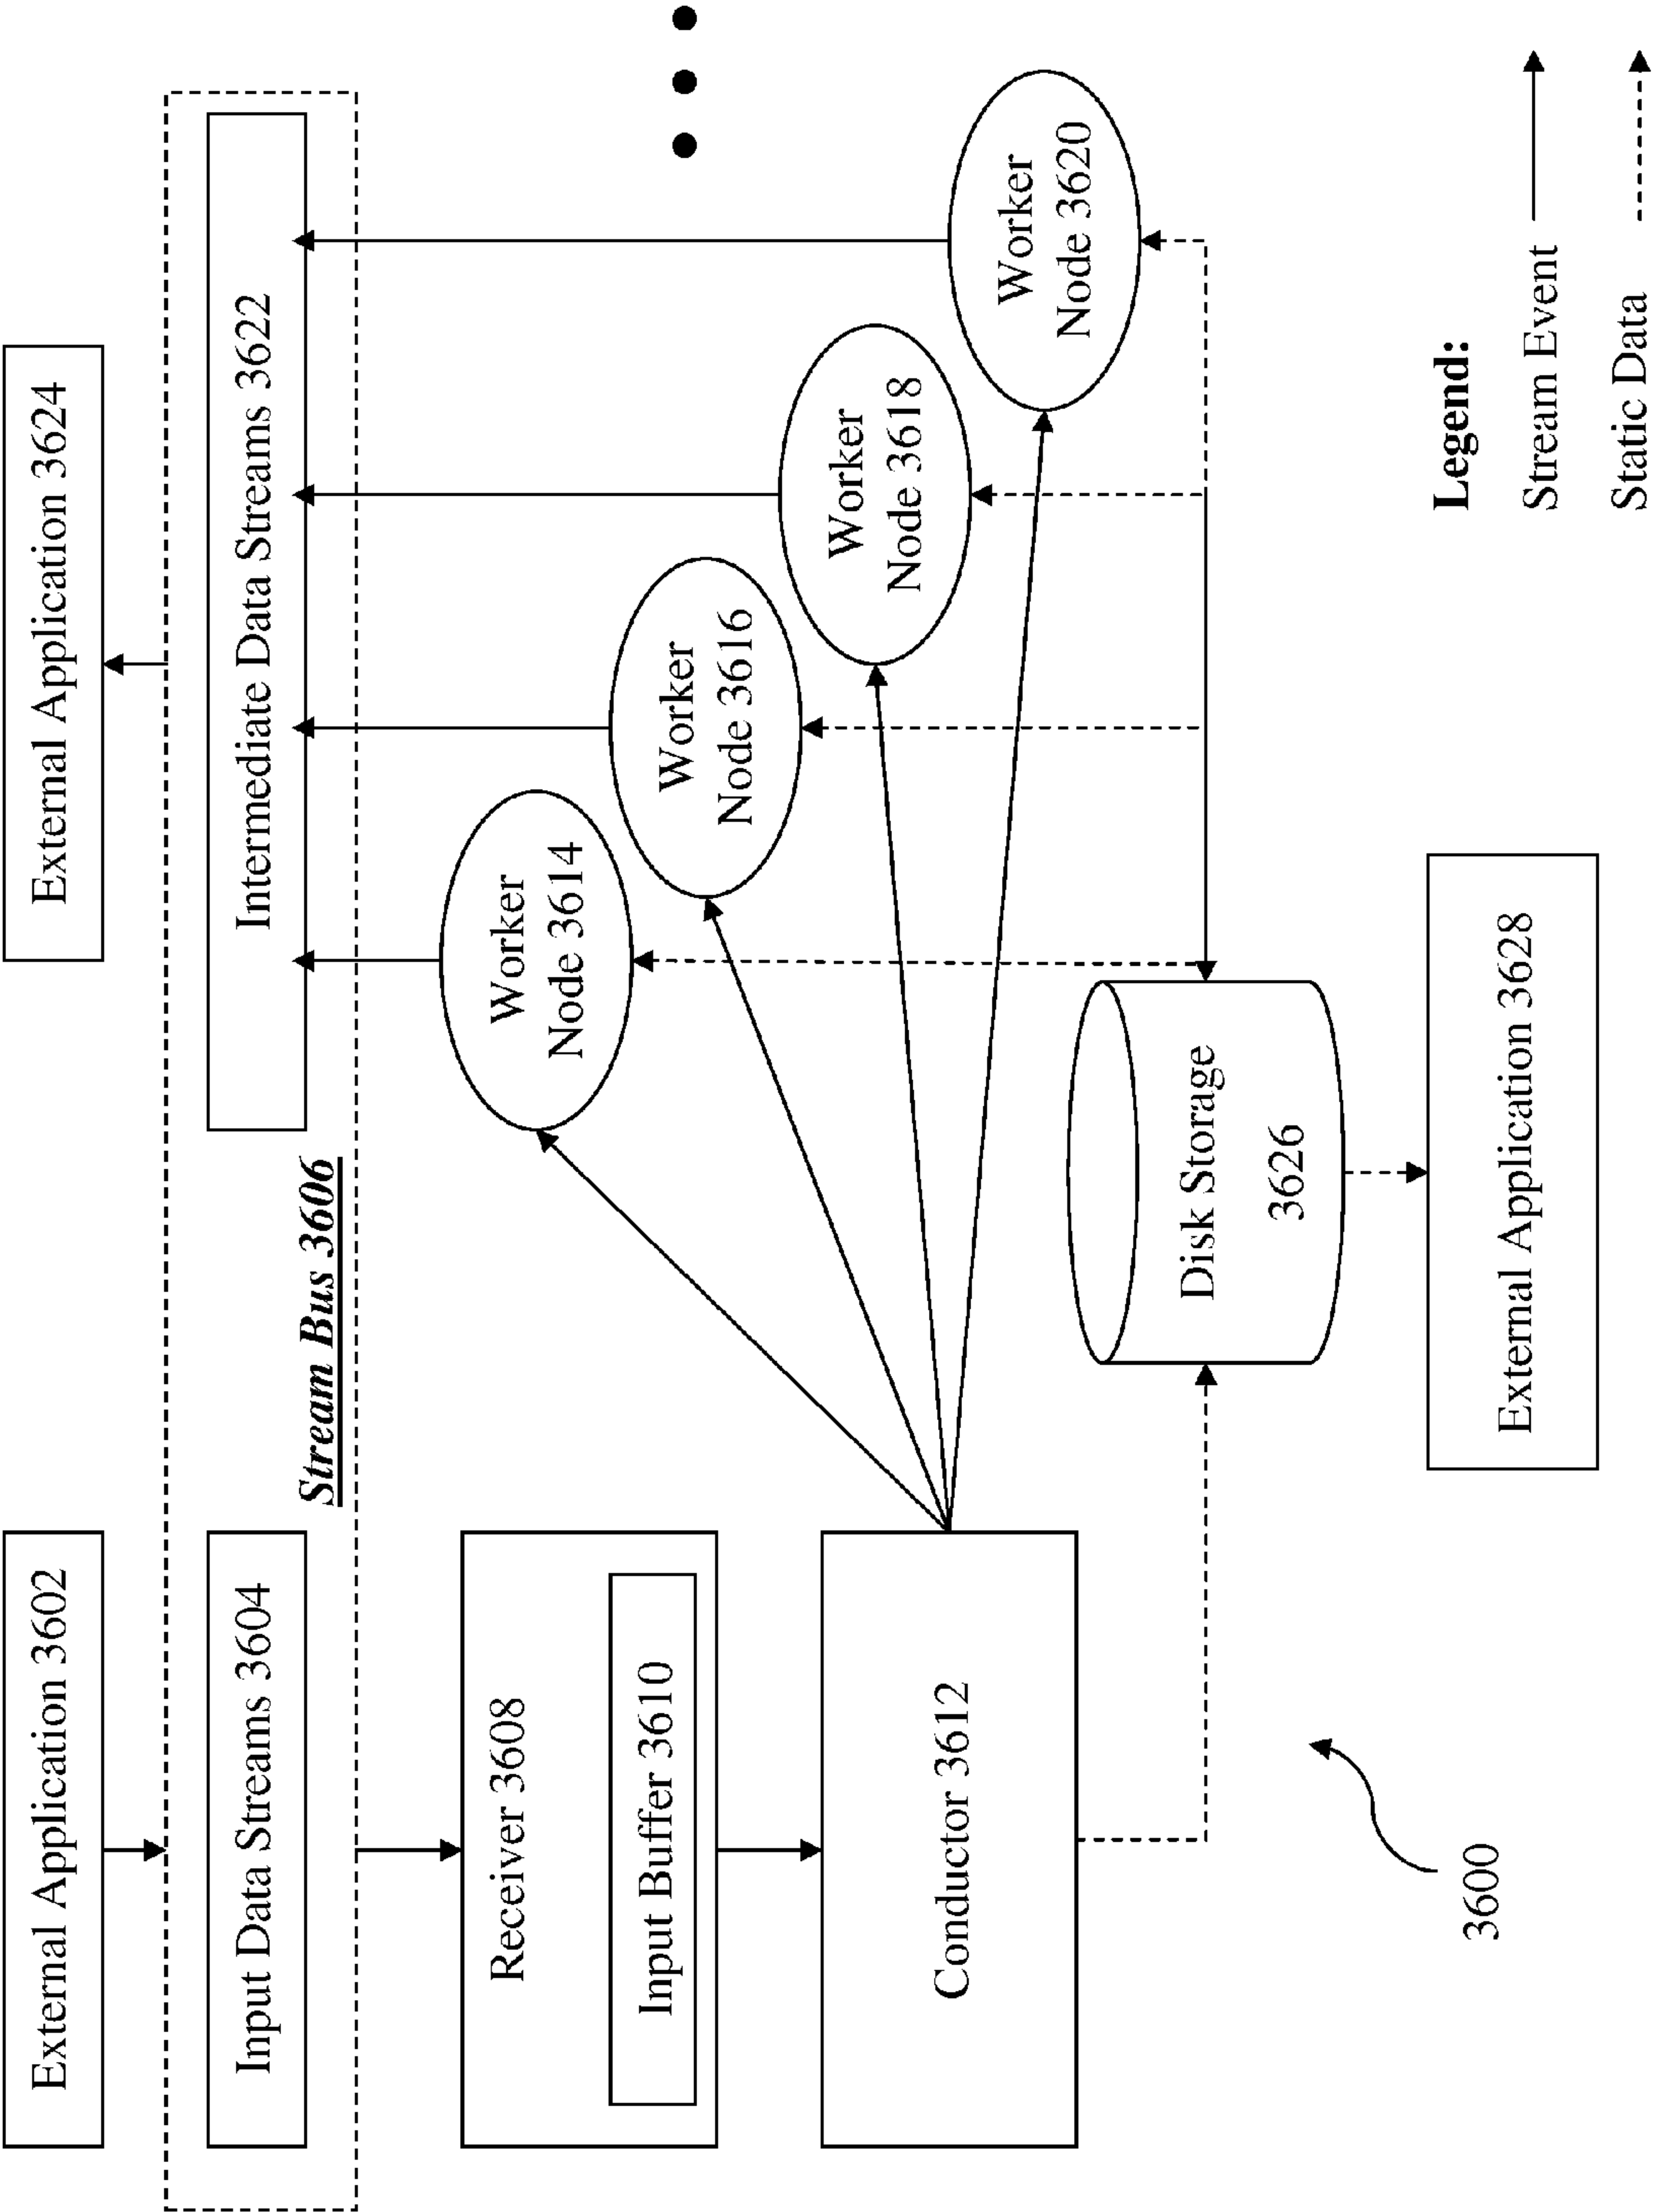 External Application 3602
External Application 3624
Input Data Streams 3604
Intermediate Data Streams 3622
Stream Bus 3606
Receiver 3608
Input Buffer 3610
Conductor 3612
Worker
Node 3614
Worker
Node 3616
Worker
Node 3618
Worker
Node 3620
Disk Storage
3626
External Application 3628
3600
Legend:
Stream Event
Static Data